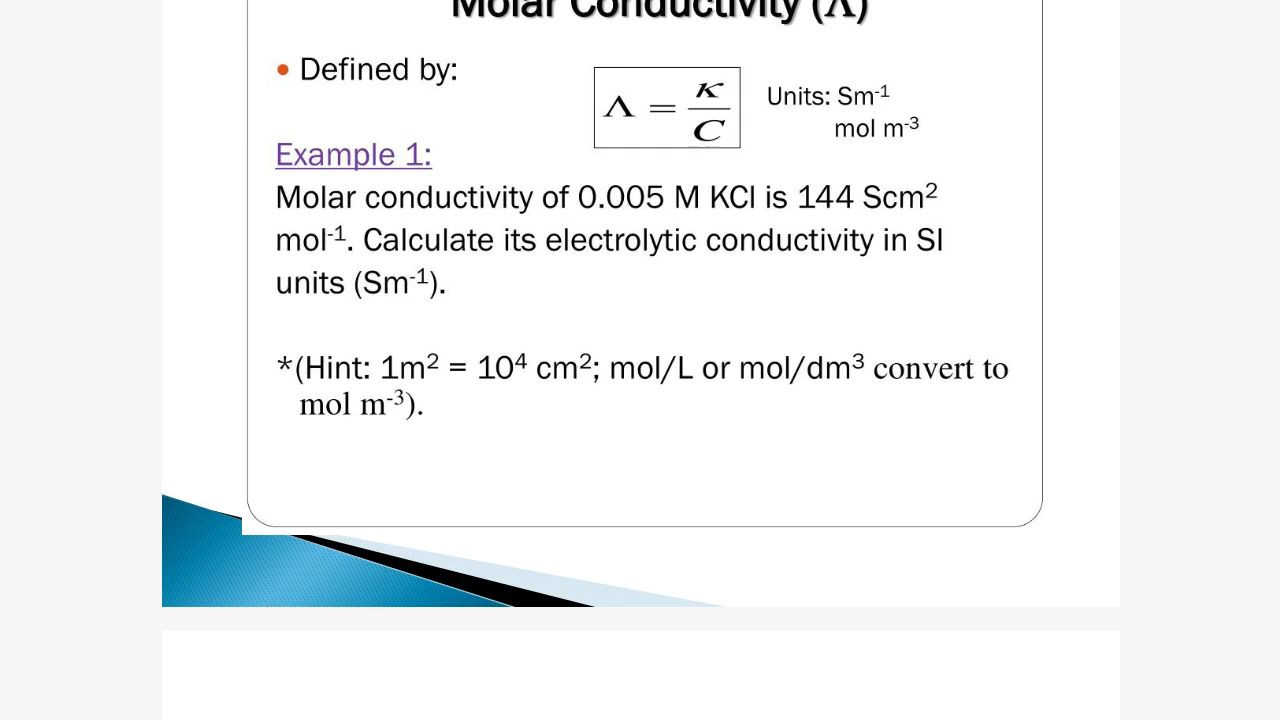 Molar Conductivity (Λ)
• Defined by:
Λ = κ / C
Units: Sm⁻¹
mol m⁻³
Example 1:
Molar conductivity of 0.005 M KCl is 144 Scm²
mol⁻¹. Calculate its electrolytic conductivity in SI
units (Sm⁻¹).
*(Hint: 1m² = 10⁴ cm²; mol/L or mol/dm³ convert to
mol m⁻³).